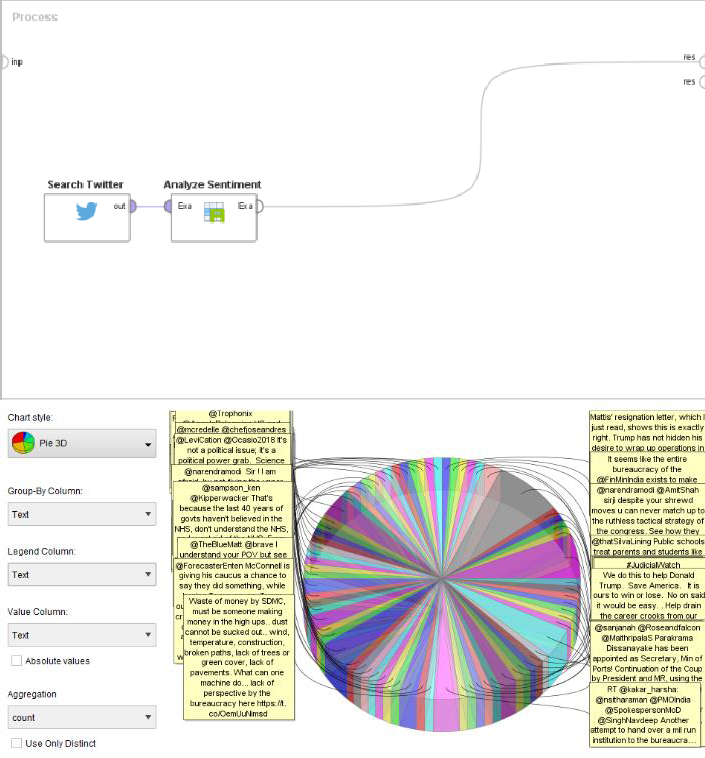 Process
inp
res
res
Search Twitter
Analyze Sentiment
out
Exa
Exa
Chart style:
Pie 3D
Group-By Column:
Text
Legend Column:
Text
Value Column:
Text
Absolute values
Aggregation
count
Use Only Distinct
@Trophonix
@mcredelle @chefjoseandres
@LeviCation @Ocasio2018 It's
not a political issue; it's a
political power grab. Science
@narendramodi Sir ! I am
@sampson_ken
@Kipperwacker That's
because the last 40 years of
govts haven't believed in the
NHS, don't understand the NHS,
@TheBlueMatt @brave I
understand your POV but see
@ForecasterEnten McConnell is
giving his caucus a chance to
say they did something, while
Waste of money by SDMC,
must be someone making
money in the high ups.. dust
cannot be sucked out... wind,
temperature, construction,
broken paths, lack of trees or
green cover, lack of
pavements. What can one
machine do... lack of
perspective by the
bureaucracy here https://t.
co/OemUuNimsd
Mattis' resignation letter, which I
just read, shows this is exactly
right. Trump has not hidden his
desire to wrap up operations in
It seems like the entire
bureaucracy of the
@FinMinIndia exists to make
@narendramodi @AmitShah
sirji despite your shrewd
moves u can never match up to
the ruthless tactical strategy of
the congress. See how they
@thatSilvaLining Public schools
treat parents and students like
#JudicialWatch
We do this to help Donald
Trump. Save America. It is
ours to win or lose. No on said
it would be easy. . Help drain
the career crooks from our
@sanjanah @Roseandfalcon
@MaithripalaS Parakrama
Dissanayake has been
appointed as Secretary, Min of
Ports! Continuation of the Coup
by President and MR, using the
RT @kakar_harsha:
@nsitharaman @PMOIndia
@SpokespersonMoD
@SinghNavdeep Another
attempt to hand over a mil run
institution to the bureaucra...